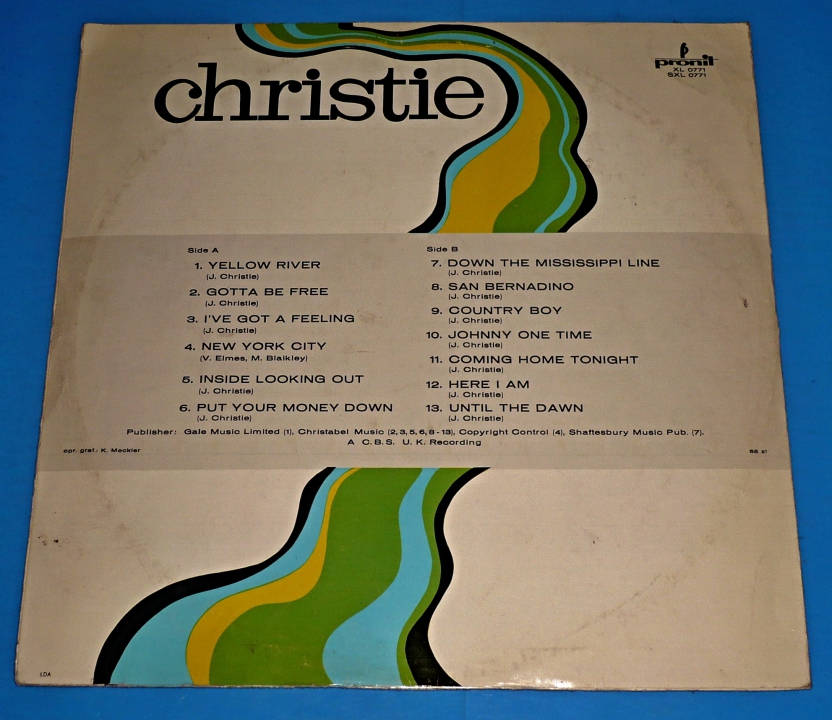 christie
pronit
XL 0771
SXL 0771
Side A
1. YELLOW RIVER
(J. Christie)
2. GOTTA BE FREE
(J. Christie)
3. I'VE GOT A FEELING
(J. Christie)
4. NEW YORK CITY
(V. Elmes, M. Blaikley)
5. INSIDE LOOKING OUT
(J. Christie)
6. PUT YOUR MONEY DOWN
(J. Christie)
Side B
7. DOWN THE MISSISSIPPI LINE
(J. Christie)
8. SAN BERNADINO
(J. Christie)
9. COUNTRY BOY
(J. Christie)
10. JOHNNY ONE TIME
(J. Christie)
11. COMING HOME TONIGHT
(J. Christie)
12. HERE I AM
(J. Christie)
13. UNTIL THE DAWN
(J. Christie)
Publisher: Gale Music Limited (1), Christabel Music (2,3,5,6,8-13), Copyright Control (4), Shaftesbury Music Pub. (7).
A C.B.S. U.K. Recording
opr. graf.: K. Meckler
LDA